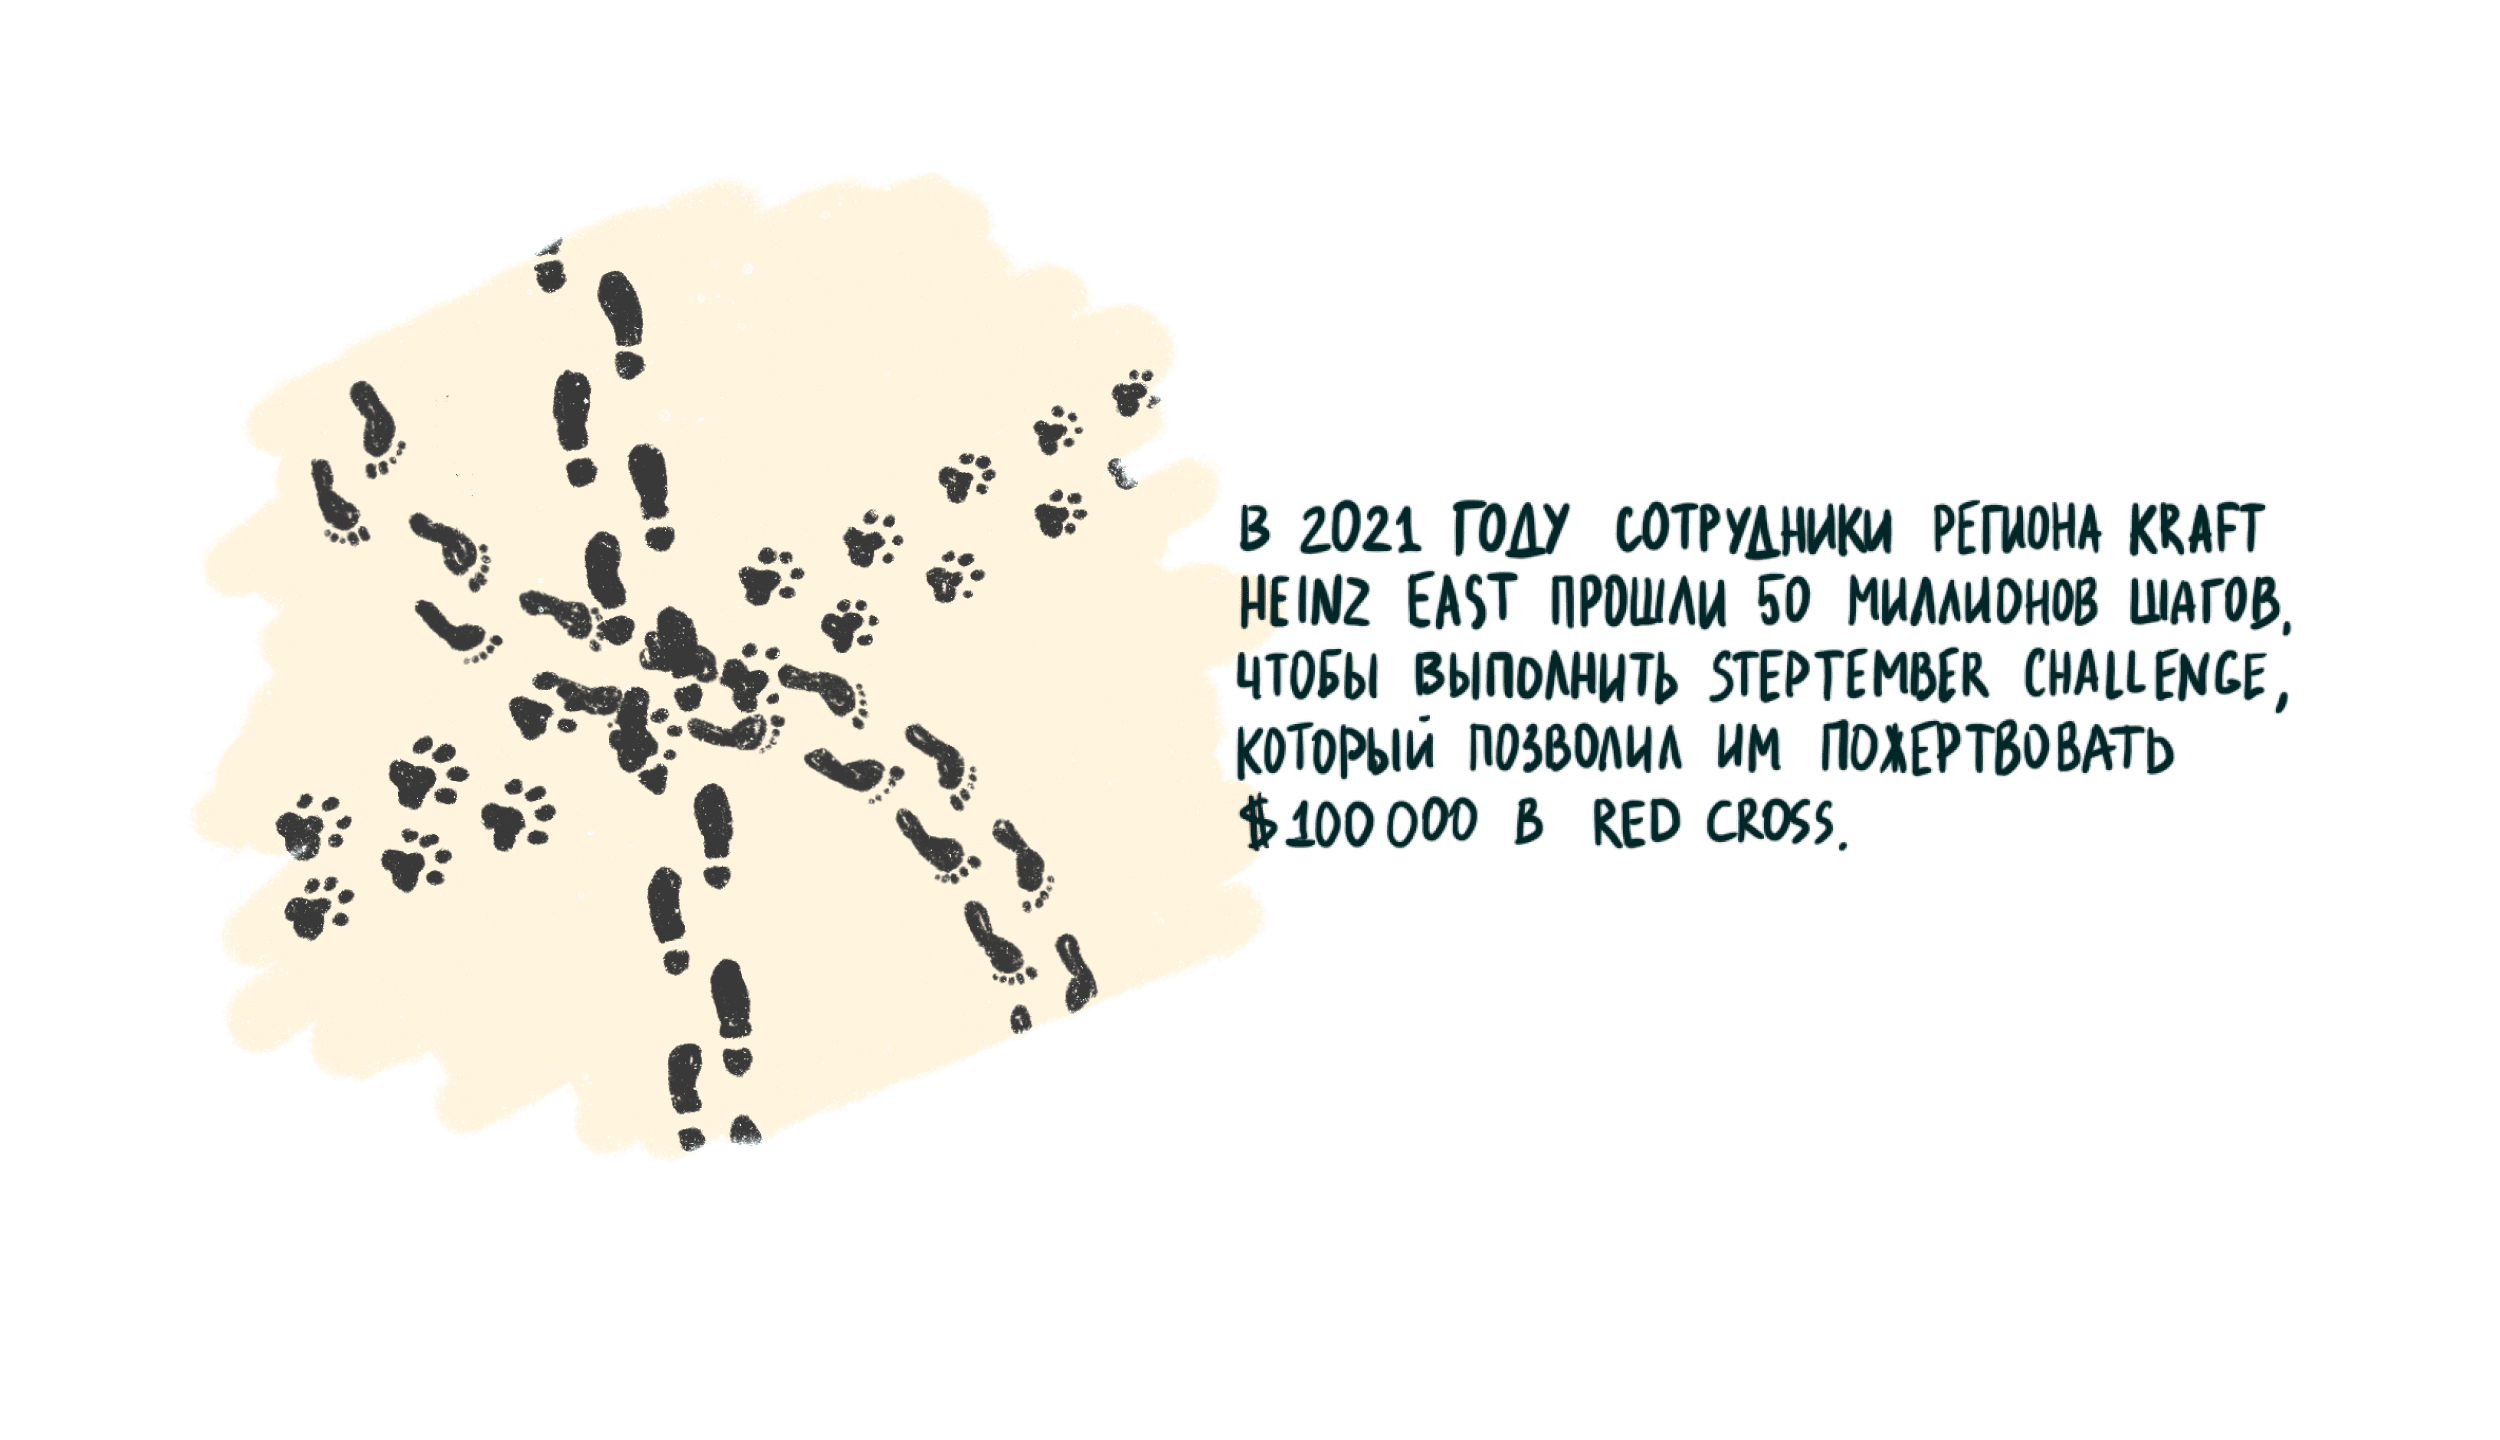 В 2021 ГОДУ СОТРУДНИКИ РЕГИОНА KRAFT
HEINZ EAST ПРОШЛИ 50 МИЛЛИОНОВ ШАГОВ,
ЧТОБЫ ВЫПОЛНИТЬ STEPTEMBER CHALLENGE,
КОТОРЫЙ ПОЗВОЛИЛ ИМ ПОЖЕРТВОВАТЬ
$100 000 В RED CROSS.